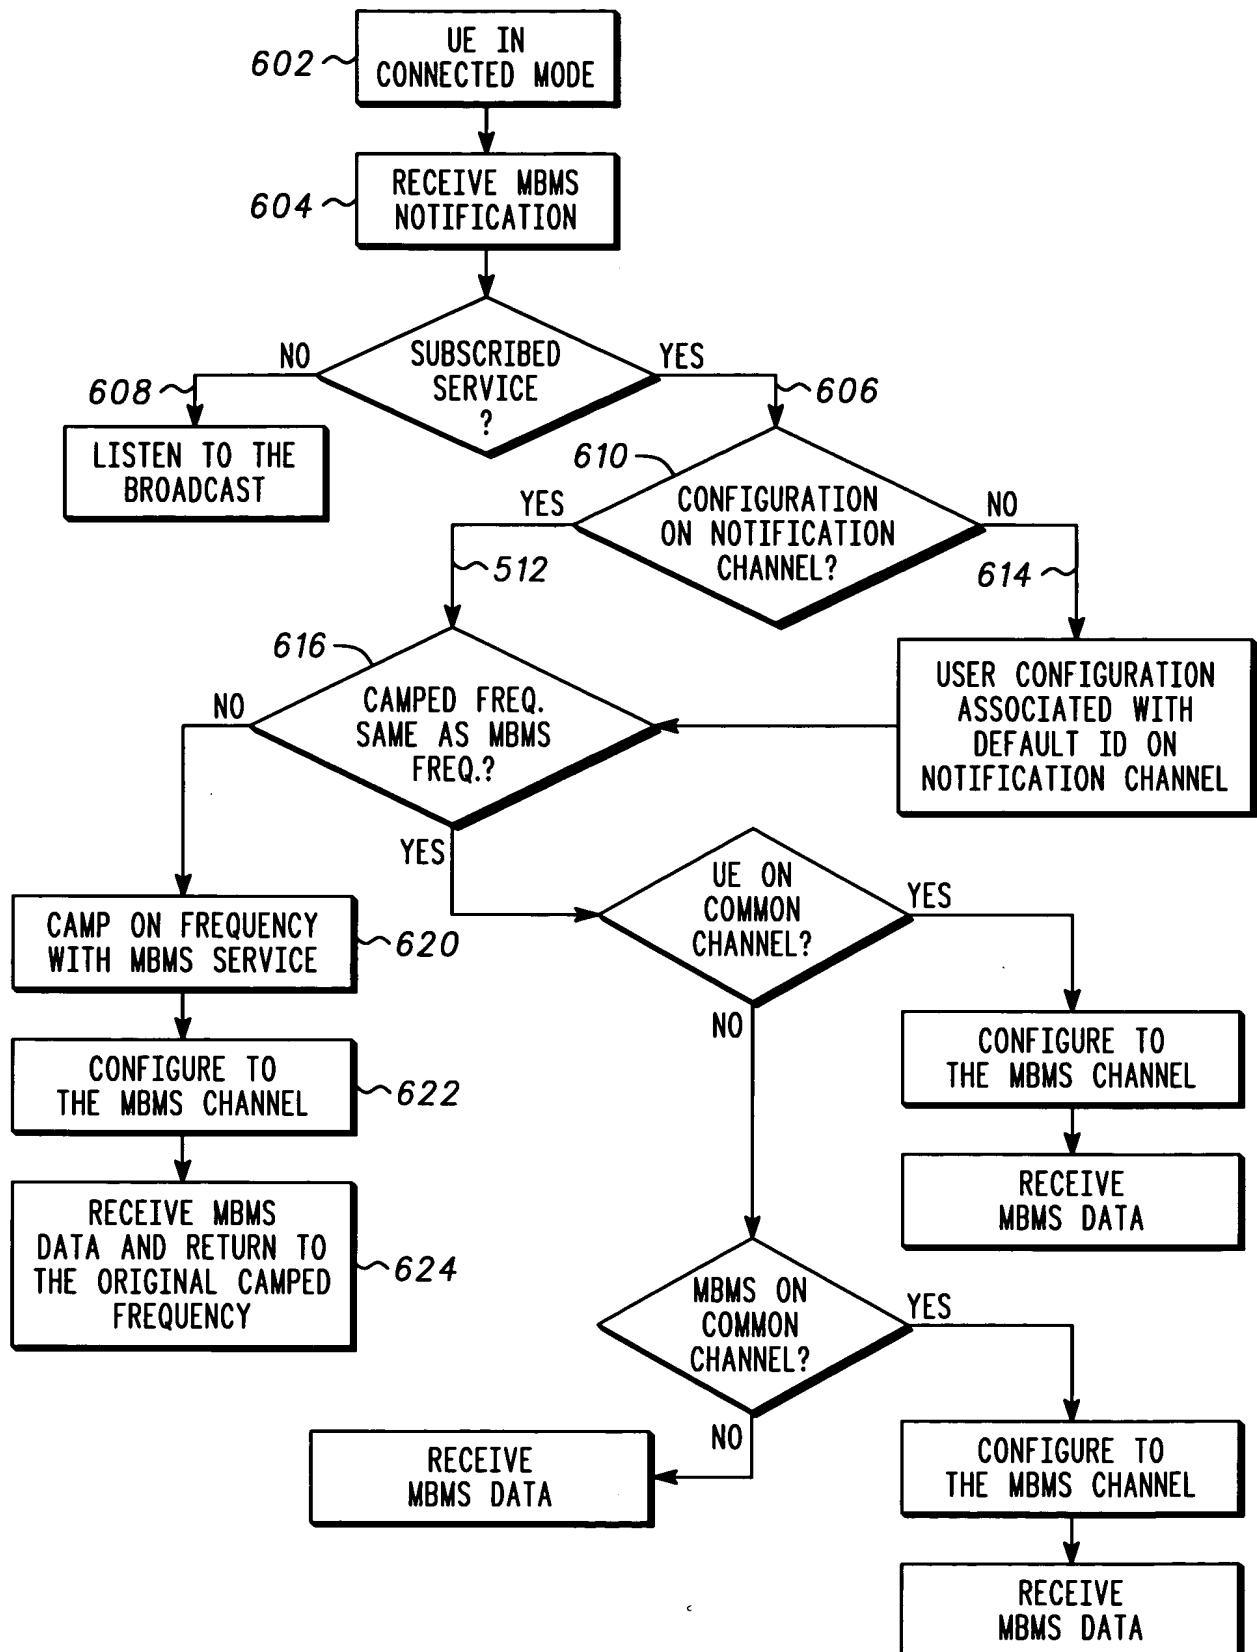 602
UE IN
CONNECTED MODE
604
RECEIVE MBMS
NOTIFICATION
NO
SUBSCRIBED
SERVICE
?
YES
608
606
LISTEN TO THE
BROADCAST
610
YES
CONFIGURATION
ON NOTIFICATION
CHANNEL?
NO
512
614
616
NO
CAMPED FREQ.
SAME AS MBMS
FREQ.?
USER CONFIGURATION
ASSOCIATED WITH
DEFAULT ID ON
NOTIFICATION CHANNEL
YES
UE ON
COMMON
CHANNEL?
YES
CAMP ON FREQUENCY
WITH MBMS SERVICE
620
NO
CONFIGURE TO
THE MBMS CHANNEL
CONFIGURE TO
THE MBMS CHANNEL
622
RECEIVE
MBMS DATA
RECEIVE MBMS
DATA AND RETURN TO
THE ORIGINAL CAMPED
FREQUENCY
624
MBMS ON
COMMON
CHANNEL?
YES
NO
RECEIVE
MBMS DATA
CONFIGURE TO
THE MBMS CHANNEL
RECEIVE
MBMS DATA